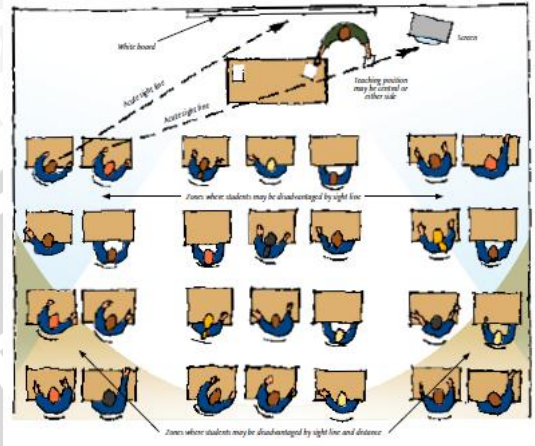 White board
Screen
Acute sight line
Acute sight line
Teaching position
may be central or
either side
Zones where students may be disadvantaged by sight line
Zones where students may be disadvantaged by sight line and distance